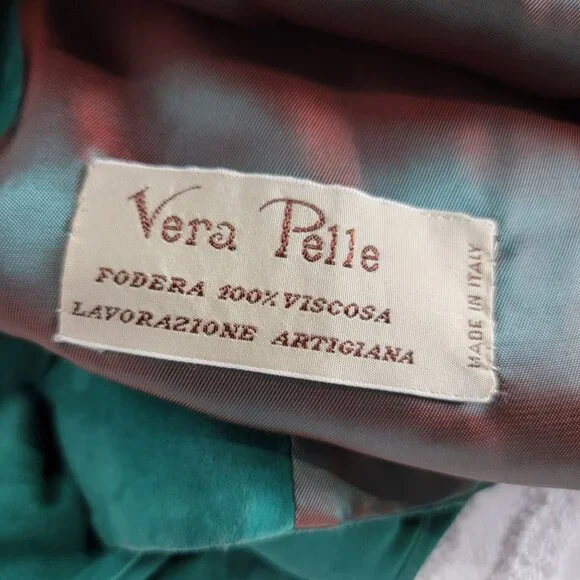 Vera Pelle
FODERA 100% VISCOSA
LAVORAZIONE ARTIGIANA
MADE IN ITALY